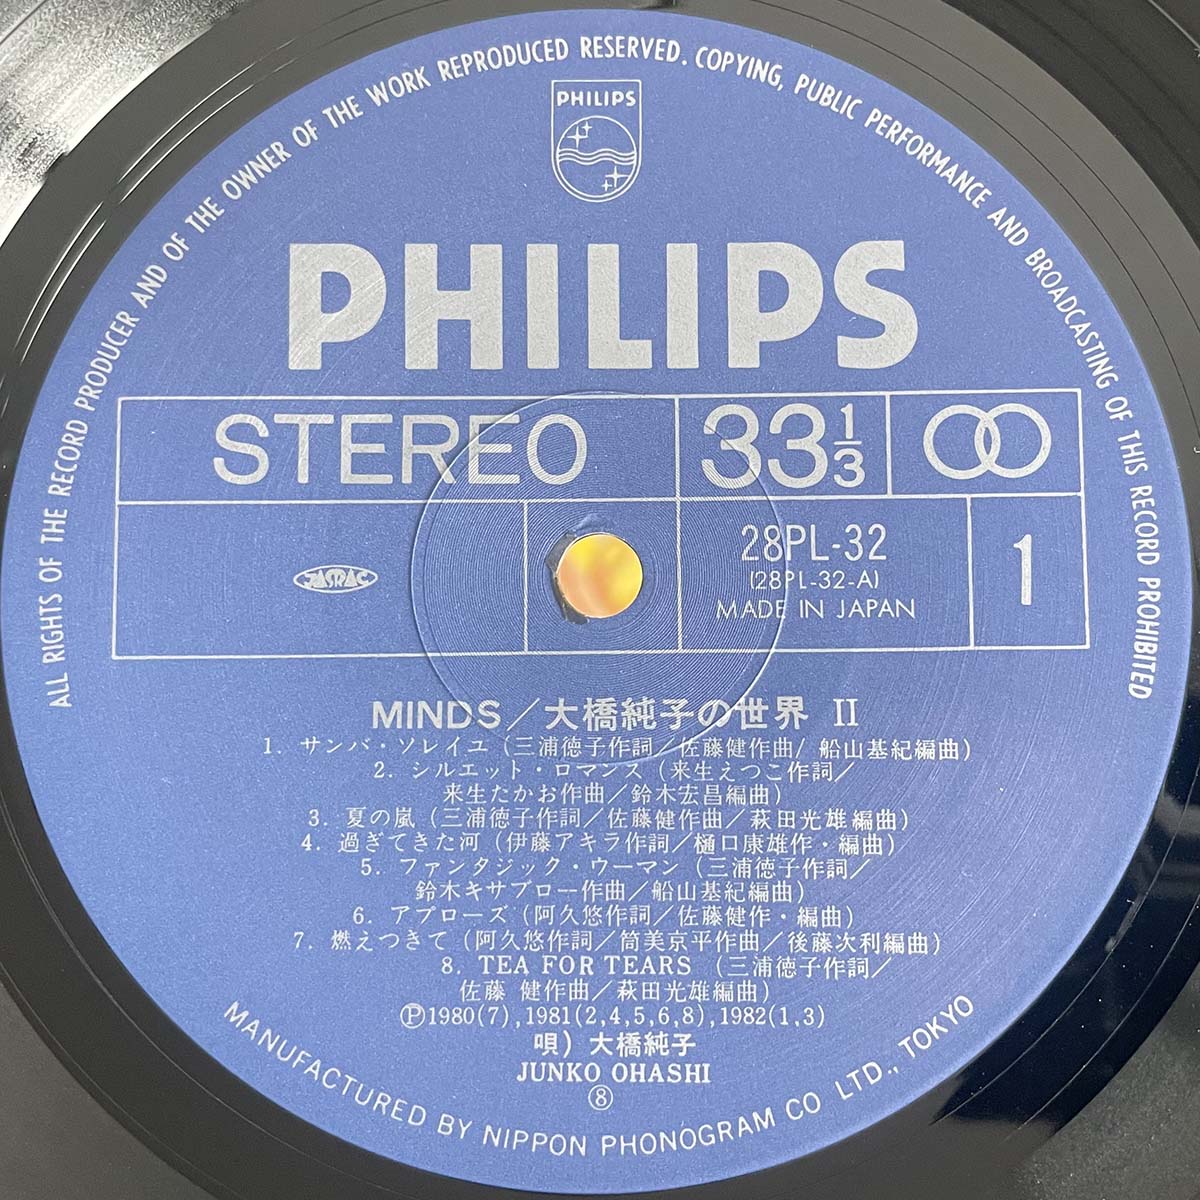 ALL RIGHTS OF THE RECORD PRODUCER AND OF THE OWNER OF THE WORK REPRODUCED RESERVED. COPYING, PUBLIC PERFORMANCE AND BROADCASTING OF THIS RECORD PROHIBITED
PHILIPS
PHILIPS
STEREO 33 1/3
JASRAC
28PL-32
(28PL-32-A)
MADE IN JAPAN
1
MINDS/大橋純子の世界 II
1. サンバ・ソレイユ(三浦徳子作詞/佐藤健作曲/船山基紀編曲)
2. シルエット・ロマンス(来生えつこ作詞/
来生たかお作曲/鈴木宏昌編曲)
3. 夏の嵐(三浦徳子作詞/佐藤健作曲/萩田光雄編曲)
4. 過ぎてきた河(伊藤アキラ作詞/樋口康雄作・編曲)
5. ファンタジック・ウーマン(三浦徳子作詞/
鈴木キサブロー作曲/船山基紀編曲)
6. アプローズ(阿久悠作詞/佐藤健作・編曲)
7. 燃えつきて(阿久悠作詞/筒美京平作曲/後藤次利編曲)
8. TEA FOR TEARS (三浦徳子作詞/
佐藤 健作曲/萩田光雄編曲)
Ⓟ1980(7),1981(2,4,5,6,8),1982(1,3)
唄)大橋純子
JUNKO OHASHI
⑧
MANUFACTURED BY NIPPON PHONOGRAM CO LTD., TOKYO